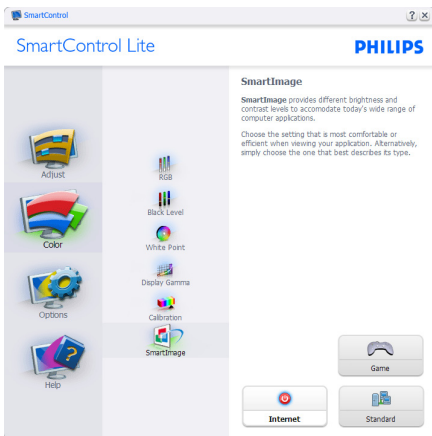 SmartControl
SmartControl Lite
PHILIPS
Adjust
Color
Options
Help
RGB
Black Level
White Point
Display Gamma
Calibration
SmartImage
SmartImage
SmartImage provides different brightness and
contrast levels to accomodate today's wide range of
computer applications.
Choose the setting that is most comfortable or
efficient when viewing your application. Alternatively,
simply choose the one that best describes its type.
Game
Internet
Standard